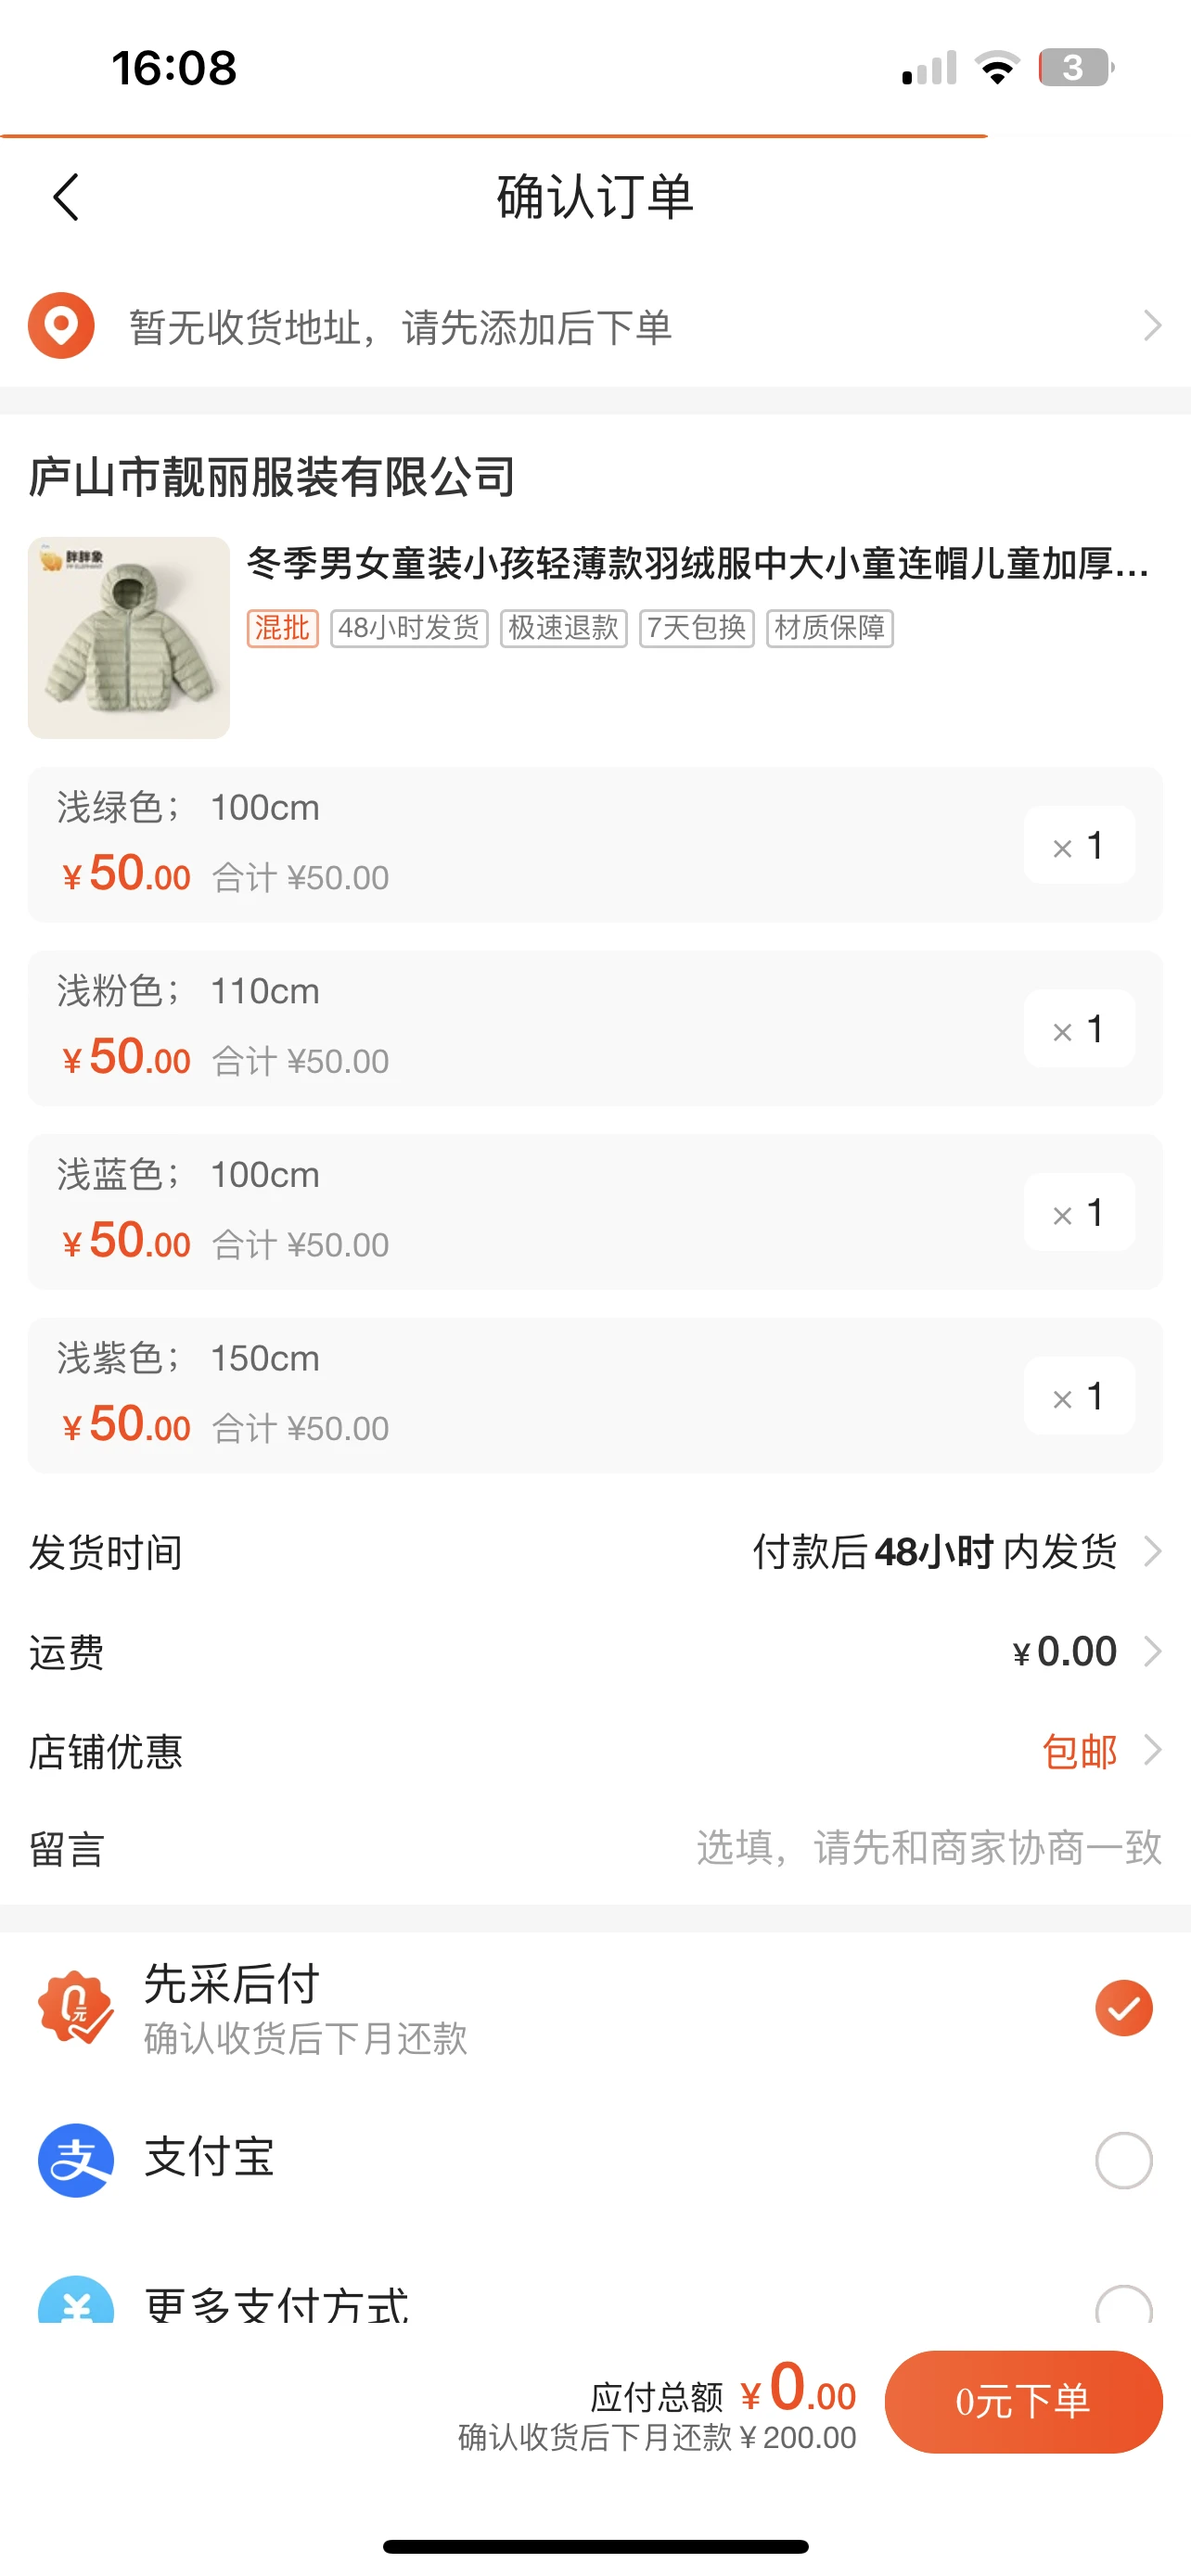 16:08
3
确认订单
暂无收货地址，请先添加后下单
庐山市靓丽服装有限公司
胖胖象
冬季男女童装小孩轻薄款羽绒服中大小童连帽儿童加厚...
混批 48小时发货 极速退款 7天包换 材质保障
浅绿色； 100cm
¥50.00 合计 ¥50.00
× 1
浅粉色； 110cm
¥50.00 合计 ¥50.00
× 1
浅蓝色； 100cm
¥50.00 合计 ¥50.00
× 1
浅紫色； 150cm
¥50.00 合计 ¥50.00
× 1
发货时间 付款后48小时内发货
运费 ¥0.00
店铺优惠 包邮
留言 选填，请先和商家协商一致
0元
先采后付
确认收货后下月还款
支 支付宝
¥ 更多支付方式
应付总额 ¥0.00
确认收货后下月还款¥200.00
0元下单